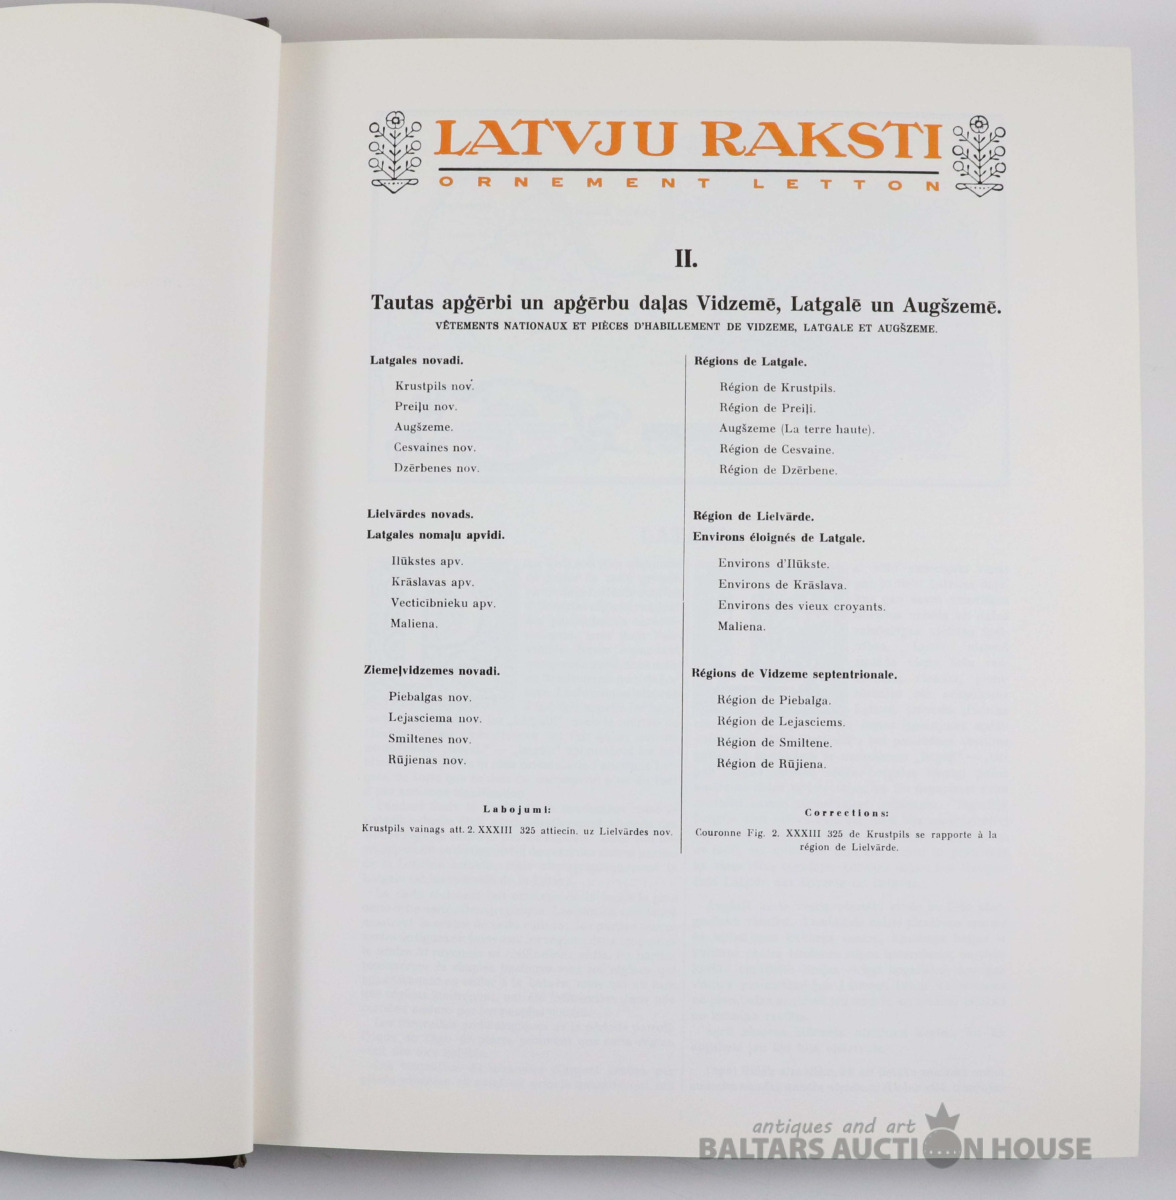 LATVJU RAKSTI
ORNEMENT LETTON
II.
Tautas apģērbi un apģērbu daļas Vidzemē, Latgalē un Augšzemē.
VÊTEMENTS NATIONAUX ET PIÈCES D'HABILLEMENT DE VIDZEME, LATGALE ET AUGŠZEME.
Latgales novadi.
Krustpils nov.
Preiļu nov.
Augšzeme.
Cesvaines nov.
Dzērbenes nov.
Lielvārdes novads.
Latgales nomaļu apvidi.
Ilūkstes apv.
Krāslavas apv.
Vecticībnieku apv.
Maliena.
Ziemeļvidzemes novadi.
Piebalgas nov.
Lejasciema nov.
Smiltenes nov.
Rūjienas nov.
Labojumi:
Krustpils vainags att. 2. XXXIII 325 attiecin. uz Lielvārdes nov.
Régions de Latgale.
Région de Krustpils.
Région de Preiļi.
Augšzeme (La terre haute).
Région de Cesvaine.
Région de Dzērbene.
Région de Lielvārde.
Environs éloignés de Latgale.
Environs d'Ilūkste.
Environs de Krāslava.
Environs des vieux croyants.
Maliena.
Régions de Vidzeme septentrionale.
Région de Piebalga.
Région de Lejasciems.
Région de Smiltene.
Région de Rūjiena.
Corrections:
Couronne Fig. 2. XXXIII 325 de Krustpils se rapporte à la
région de Lielvārde.
antiques and art
BALTARS AUCTION HOUSE